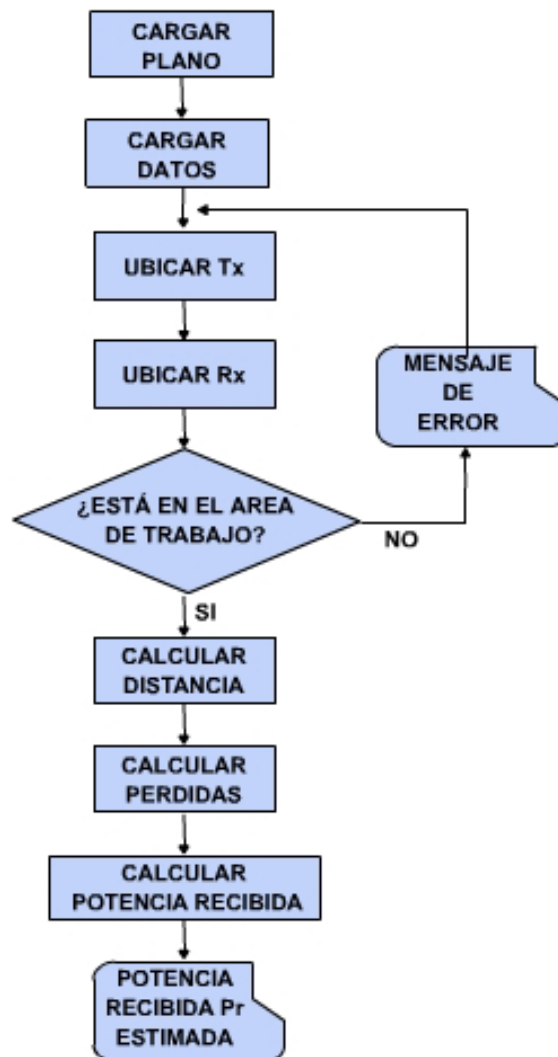 CARGAR
PLANO
CARGAR
DATOS
UBICAR Tx
UBICAR Rx
MENSAJE
DE
ERROR
¿ESTÁ EN EL AREA
DE TRABAJO?
NO
SI
CALCULAR
DISTANCIA
CALCULAR
PERDIDAS
CALCULAR
POTENCIA RECIBIDA
POTENCIA
RECIBIDA Pr
ESTIMADA